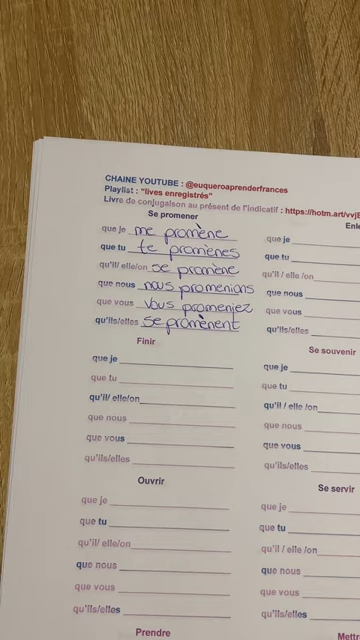 CHAINE YOUTUBE : @euqueroaprenderfrances
Playlist : "lives enregistrés"
Livre de conjugaison au présent de l'indicatif : https://hotm.art/vvjE
Se promener
que je me promène
que tu te promènes
qu'il/ elle/on se promène
que nous nous promenions
que vous vous promeniez
qu'ils/elles se promènent
Finir
que je
que tu
qu'il/ elle/on
que nous
que vous
qu'ils/elles
Ouvrir
que je
que tu
qu'il/ elle/on
que nous
que vous
qu'ils/elles
Prendre
Enle
que je
que tu
qu'il / elle /on
que nous
que vous
qu'ils/elles
Se souvenir
que je
que tu
qu'il / elle /on
que nous
que vous
qu'ils/elles
Se servir
que je
que tu
qu'il / elle /on
que nous
que vous
qu'ils/elles
Mettr